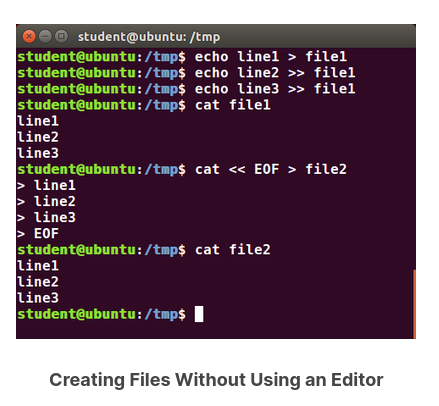 student@ubuntu: /tmp
student@ubuntu:/tmp$ echo line1 > file1
student@ubuntu:/tmp$ echo line2 >> file1
student@ubuntu:/tmp$ echo line3 >> file1
student@ubuntu:/tmp$ cat file1
line1
line2
line3
student@ubuntu:/tmp$ cat << EOF > file2
> line1
> line2
> line3
> EOF
student@ubuntu:/tmp$ cat file2
line1
line2
line3
student@ubuntu:/tmp$
Creating Files Without Using an Editor